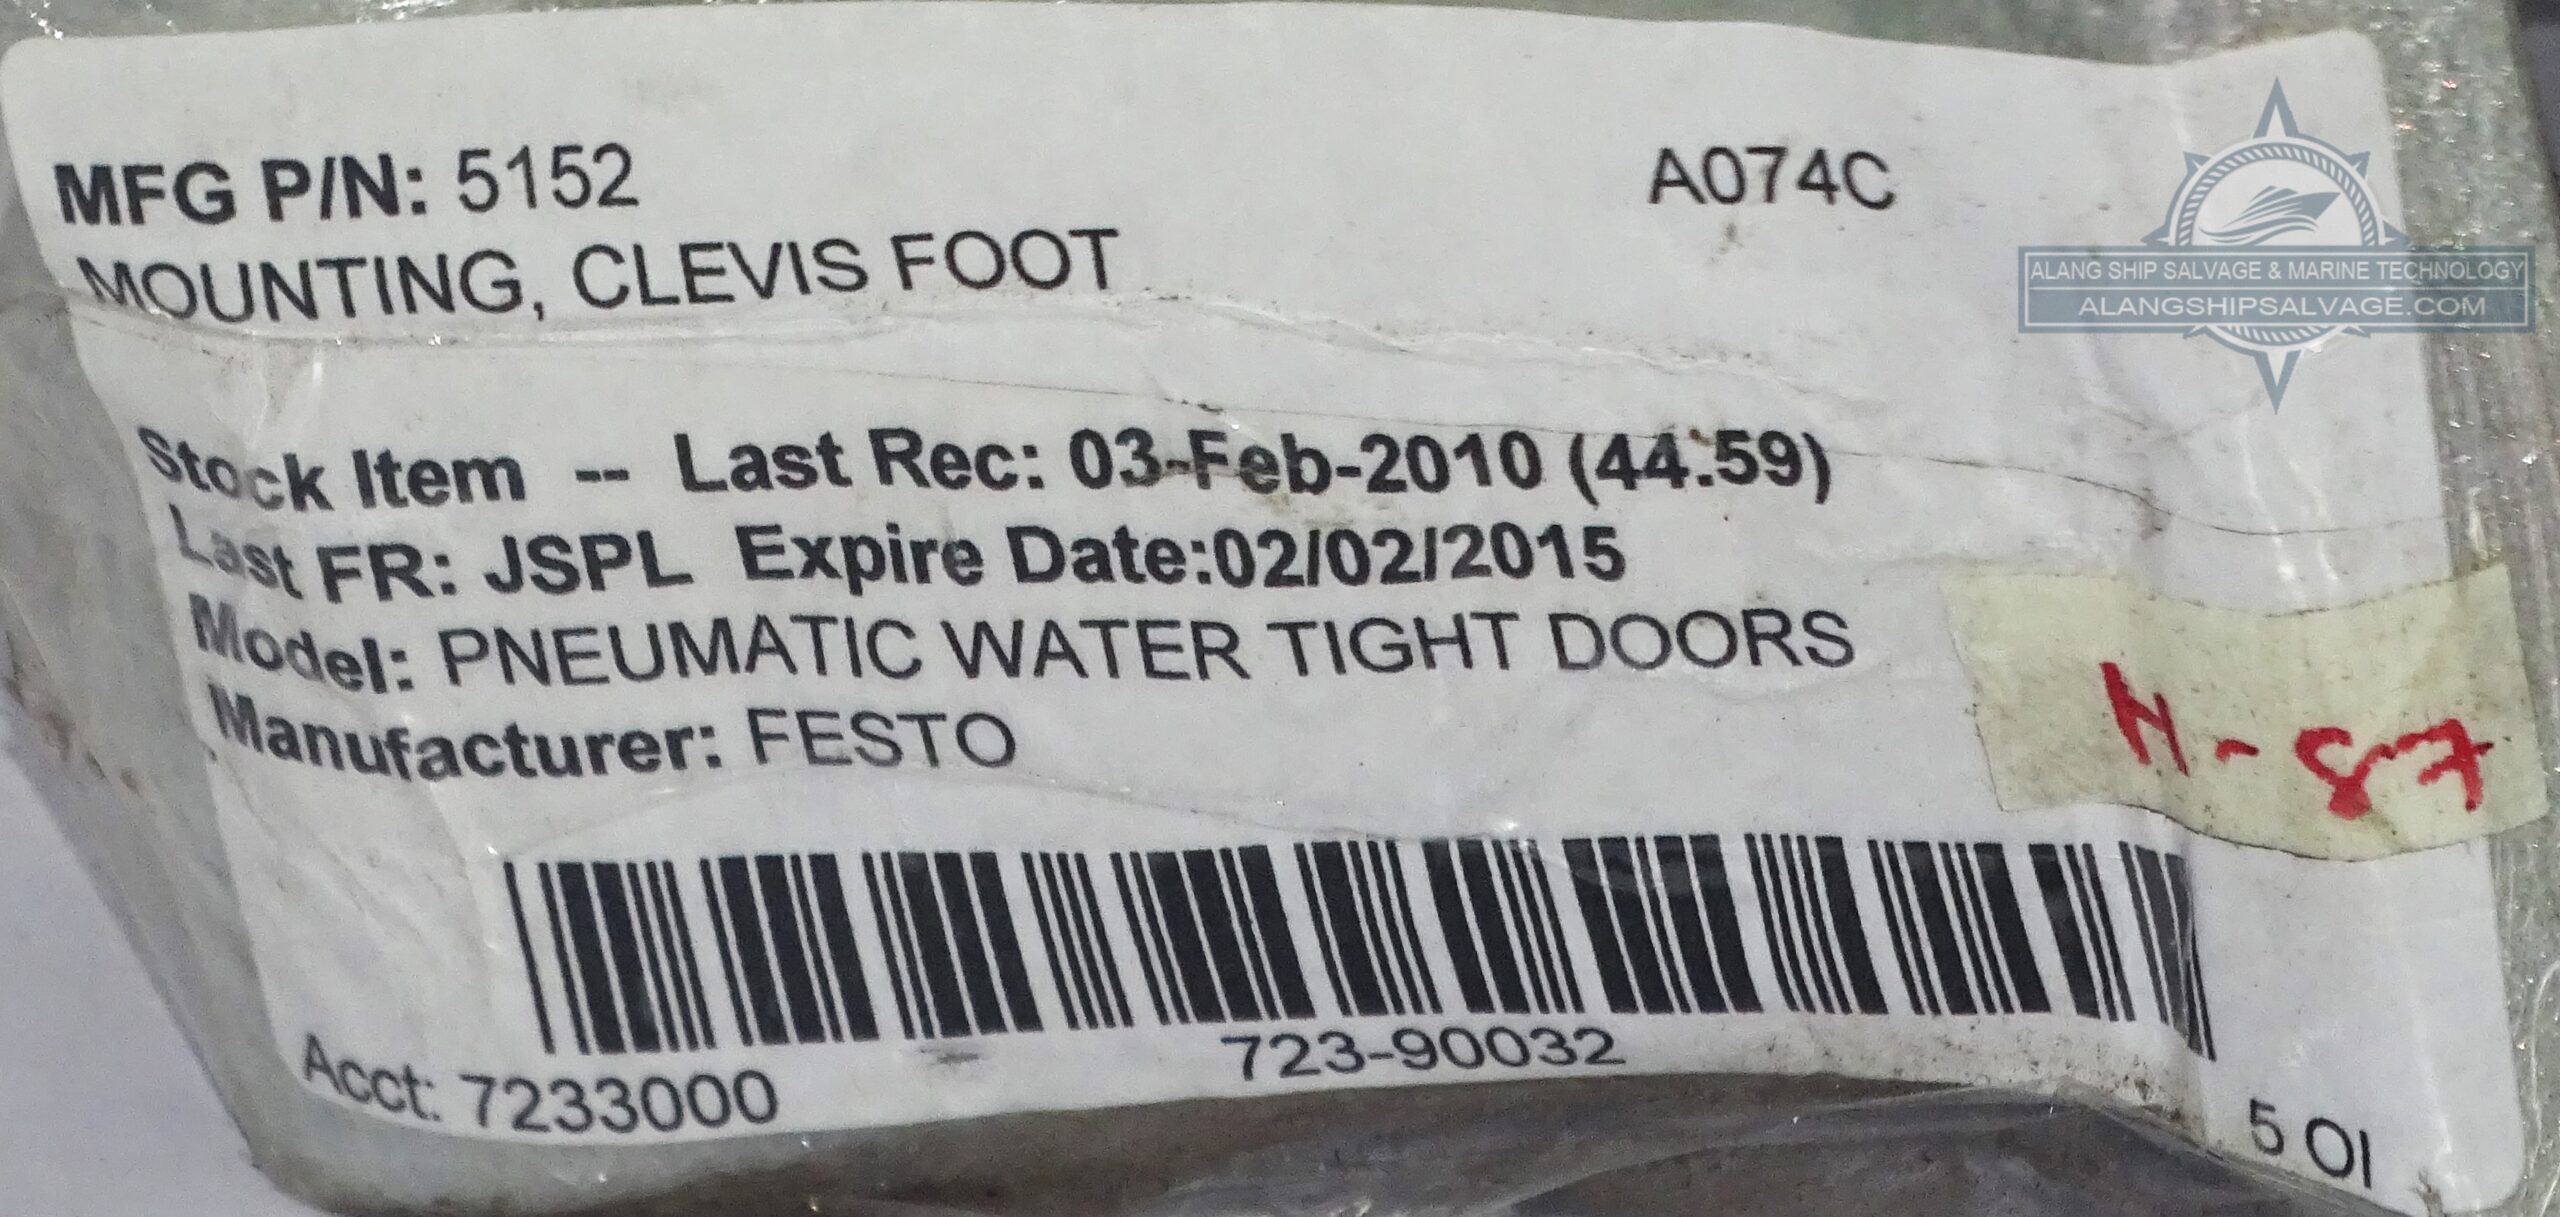 MFG P/N: 5152
A074C
MOUNTING, CLEVIS FOOT
ALANG SHIP SALVAGE & MARINE TECHNOLOGY
ALANGSHIPSALVAGE.COM
Stock Item -- Last Rec: 03-Feb-2010 (44.59)
Last FR: JSPL Expire Date:02/02/2015
Model: PNEUMATIC WATER TIGHT DOORS
Manufacturer: FESTO
N-87
723-90032
Acct: 7233000
5 OI